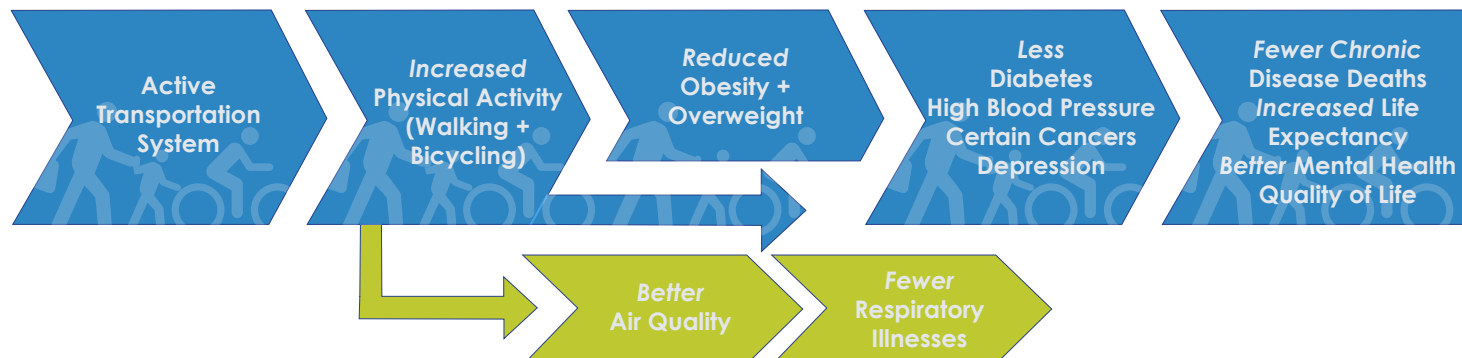 Active
Transportation
System
Increased
Physical Activity
(Walking +
Bicycling)
Reduced
Obesity +
Overweight
Less
Diabetes
High Blood Pressure
Certain Cancers
Depression
Fewer Chronic
Disease Deaths
Increased Life
Expectancy
Better Mental Health
Quality of Life
Better
Air Quality
Fewer
Respiratory
Illnesses